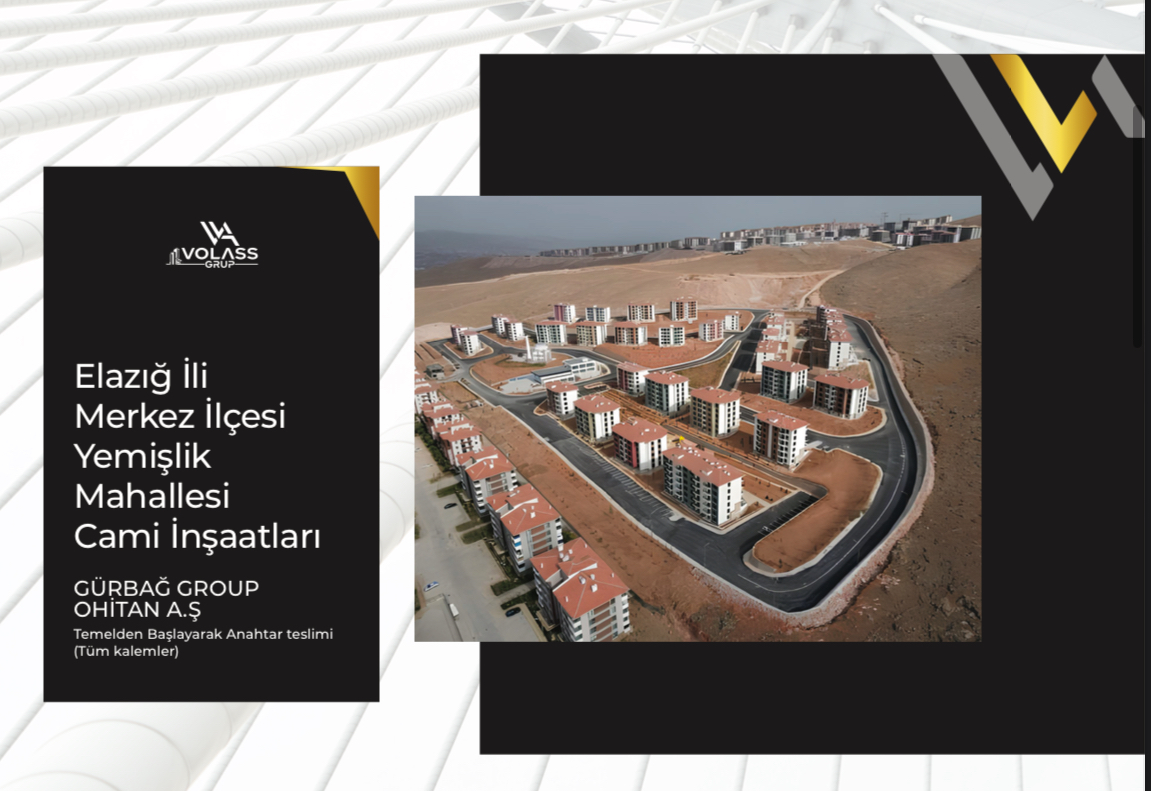 VOLASS
GRUP
Elazığ İli
Merkez İlçesi
Yemişlik
Mahallesi
Cami İnşaatları
GÜRBAĞ GROUP
OHİTAN A.Ş
Temelden Başlayarak Anahtar teslimi
(Tüm kalemler)